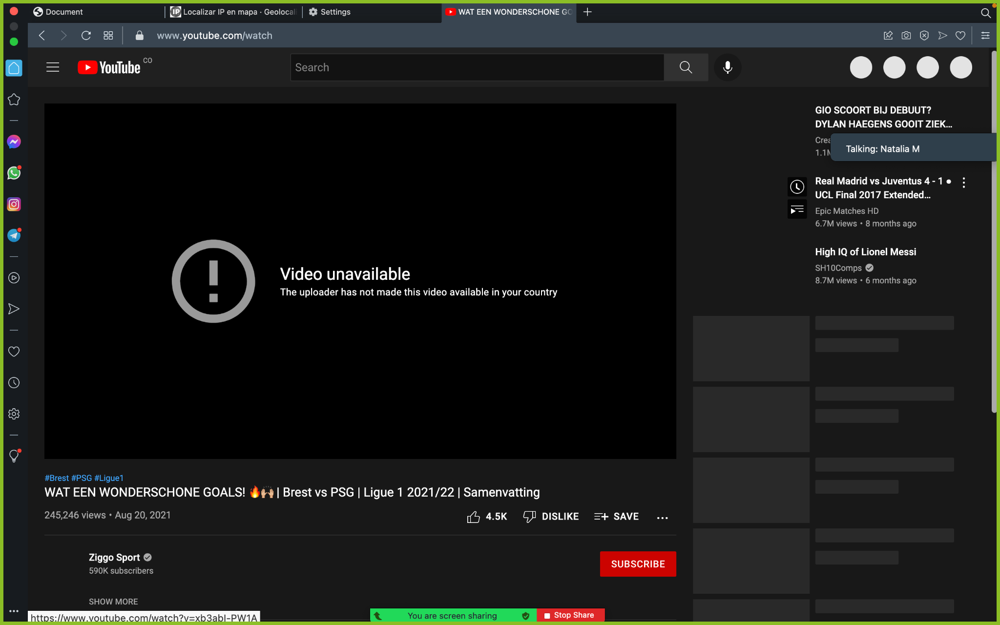 Document
Localizar IP en mapa · Geolocali
Settings
WAT EEN WONDERSCHONE GO
www.youtube.com/watch
YouTube CO
Search
GIO SCOORT BIJ DEBUUT?
DYLAN HAEGENS GOOIT ZIEK...
Crea
1.1M
Talking: Natalia M
Real Madrid vs Juventus 4 - 1 ●
UCL Final 2017 Extended...
Epic Matches HD
6.7M views • 8 months ago
High IQ of Lionel Messi
SH10Comps
8.7M views • 6 months ago
Video unavailable
The uploader has not made this video available in your country
#Brest #PSG #Ligue1
WAT EEN WONDERSCHONE GOALS! 🔥🙌🏼 | Brest vs PSG | Ligue 1 2021/22 | Samenvatting
245,246 views • Aug 20, 2021
4.5K
DISLIKE
SAVE
Ziggo Sport
590K subscribers
SUBSCRIBE
SHOW MORE
https://www.youtube.com/watch?v=xb3abI-PW1A
You are screen sharing
Stop Share